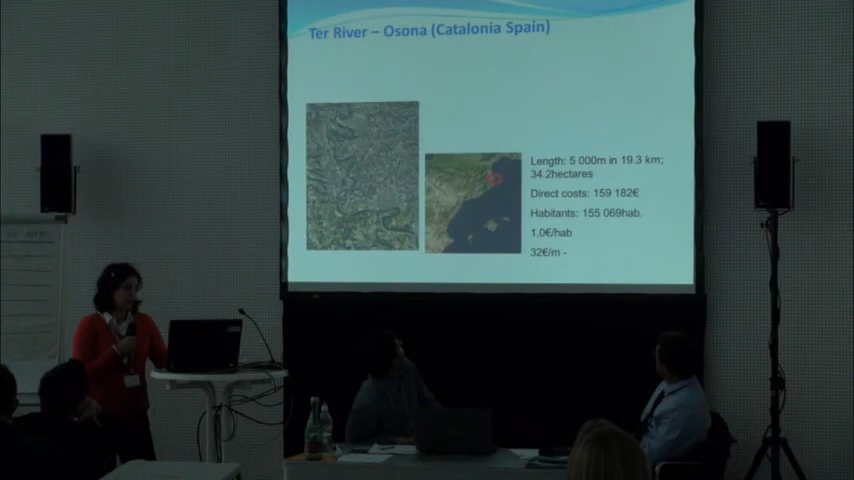 Ter River – Osona (Catalonia Spain)
Length: 5 000m in 19.3 km;
34.2hectares
Direct costs: 159 182€
Habitants: 155 069hab.
1,0€/hab
32€/m -